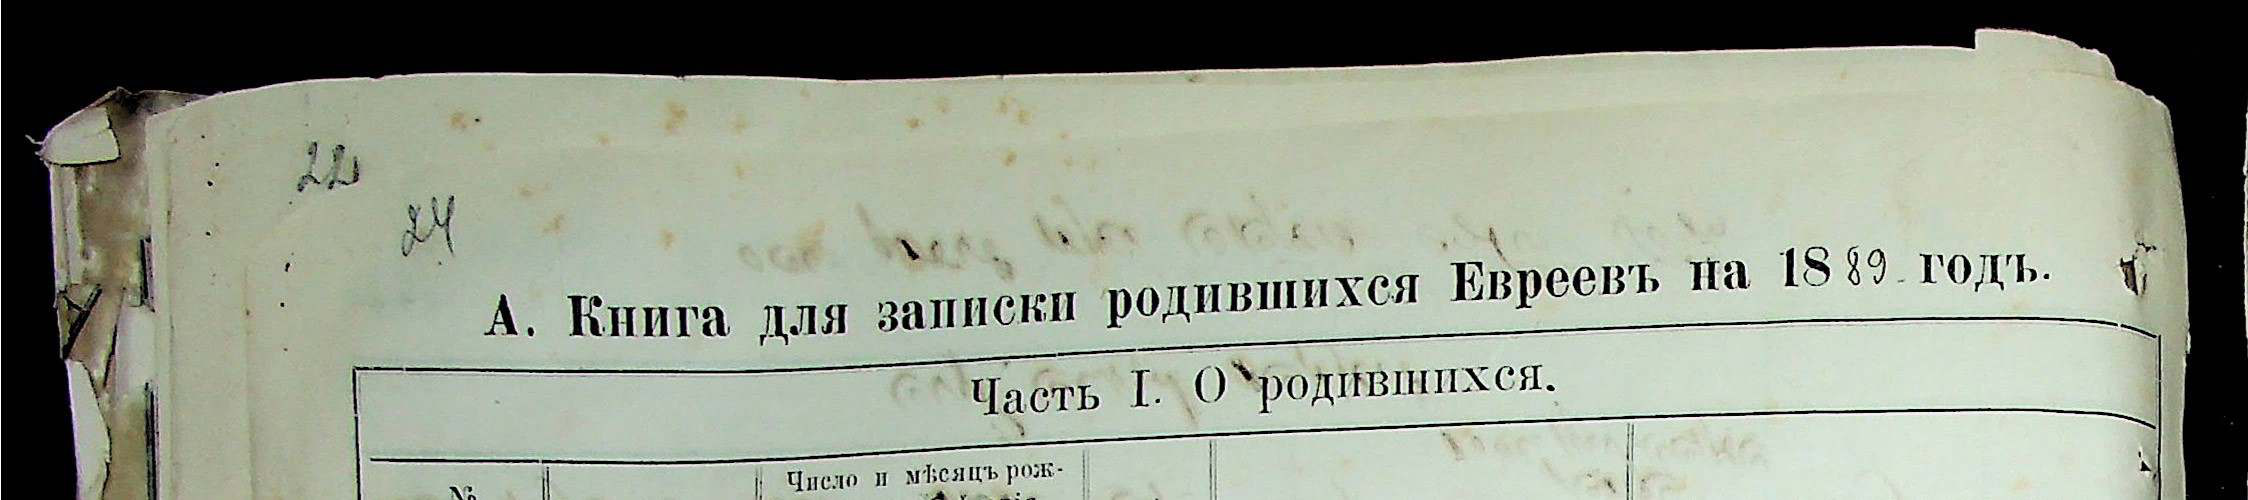 22
24
А. Книга для записки родившихся Евреевъ на 1889 годъ.
Часть I. О родившихся.
№
Число и мѣсяцъ рож-